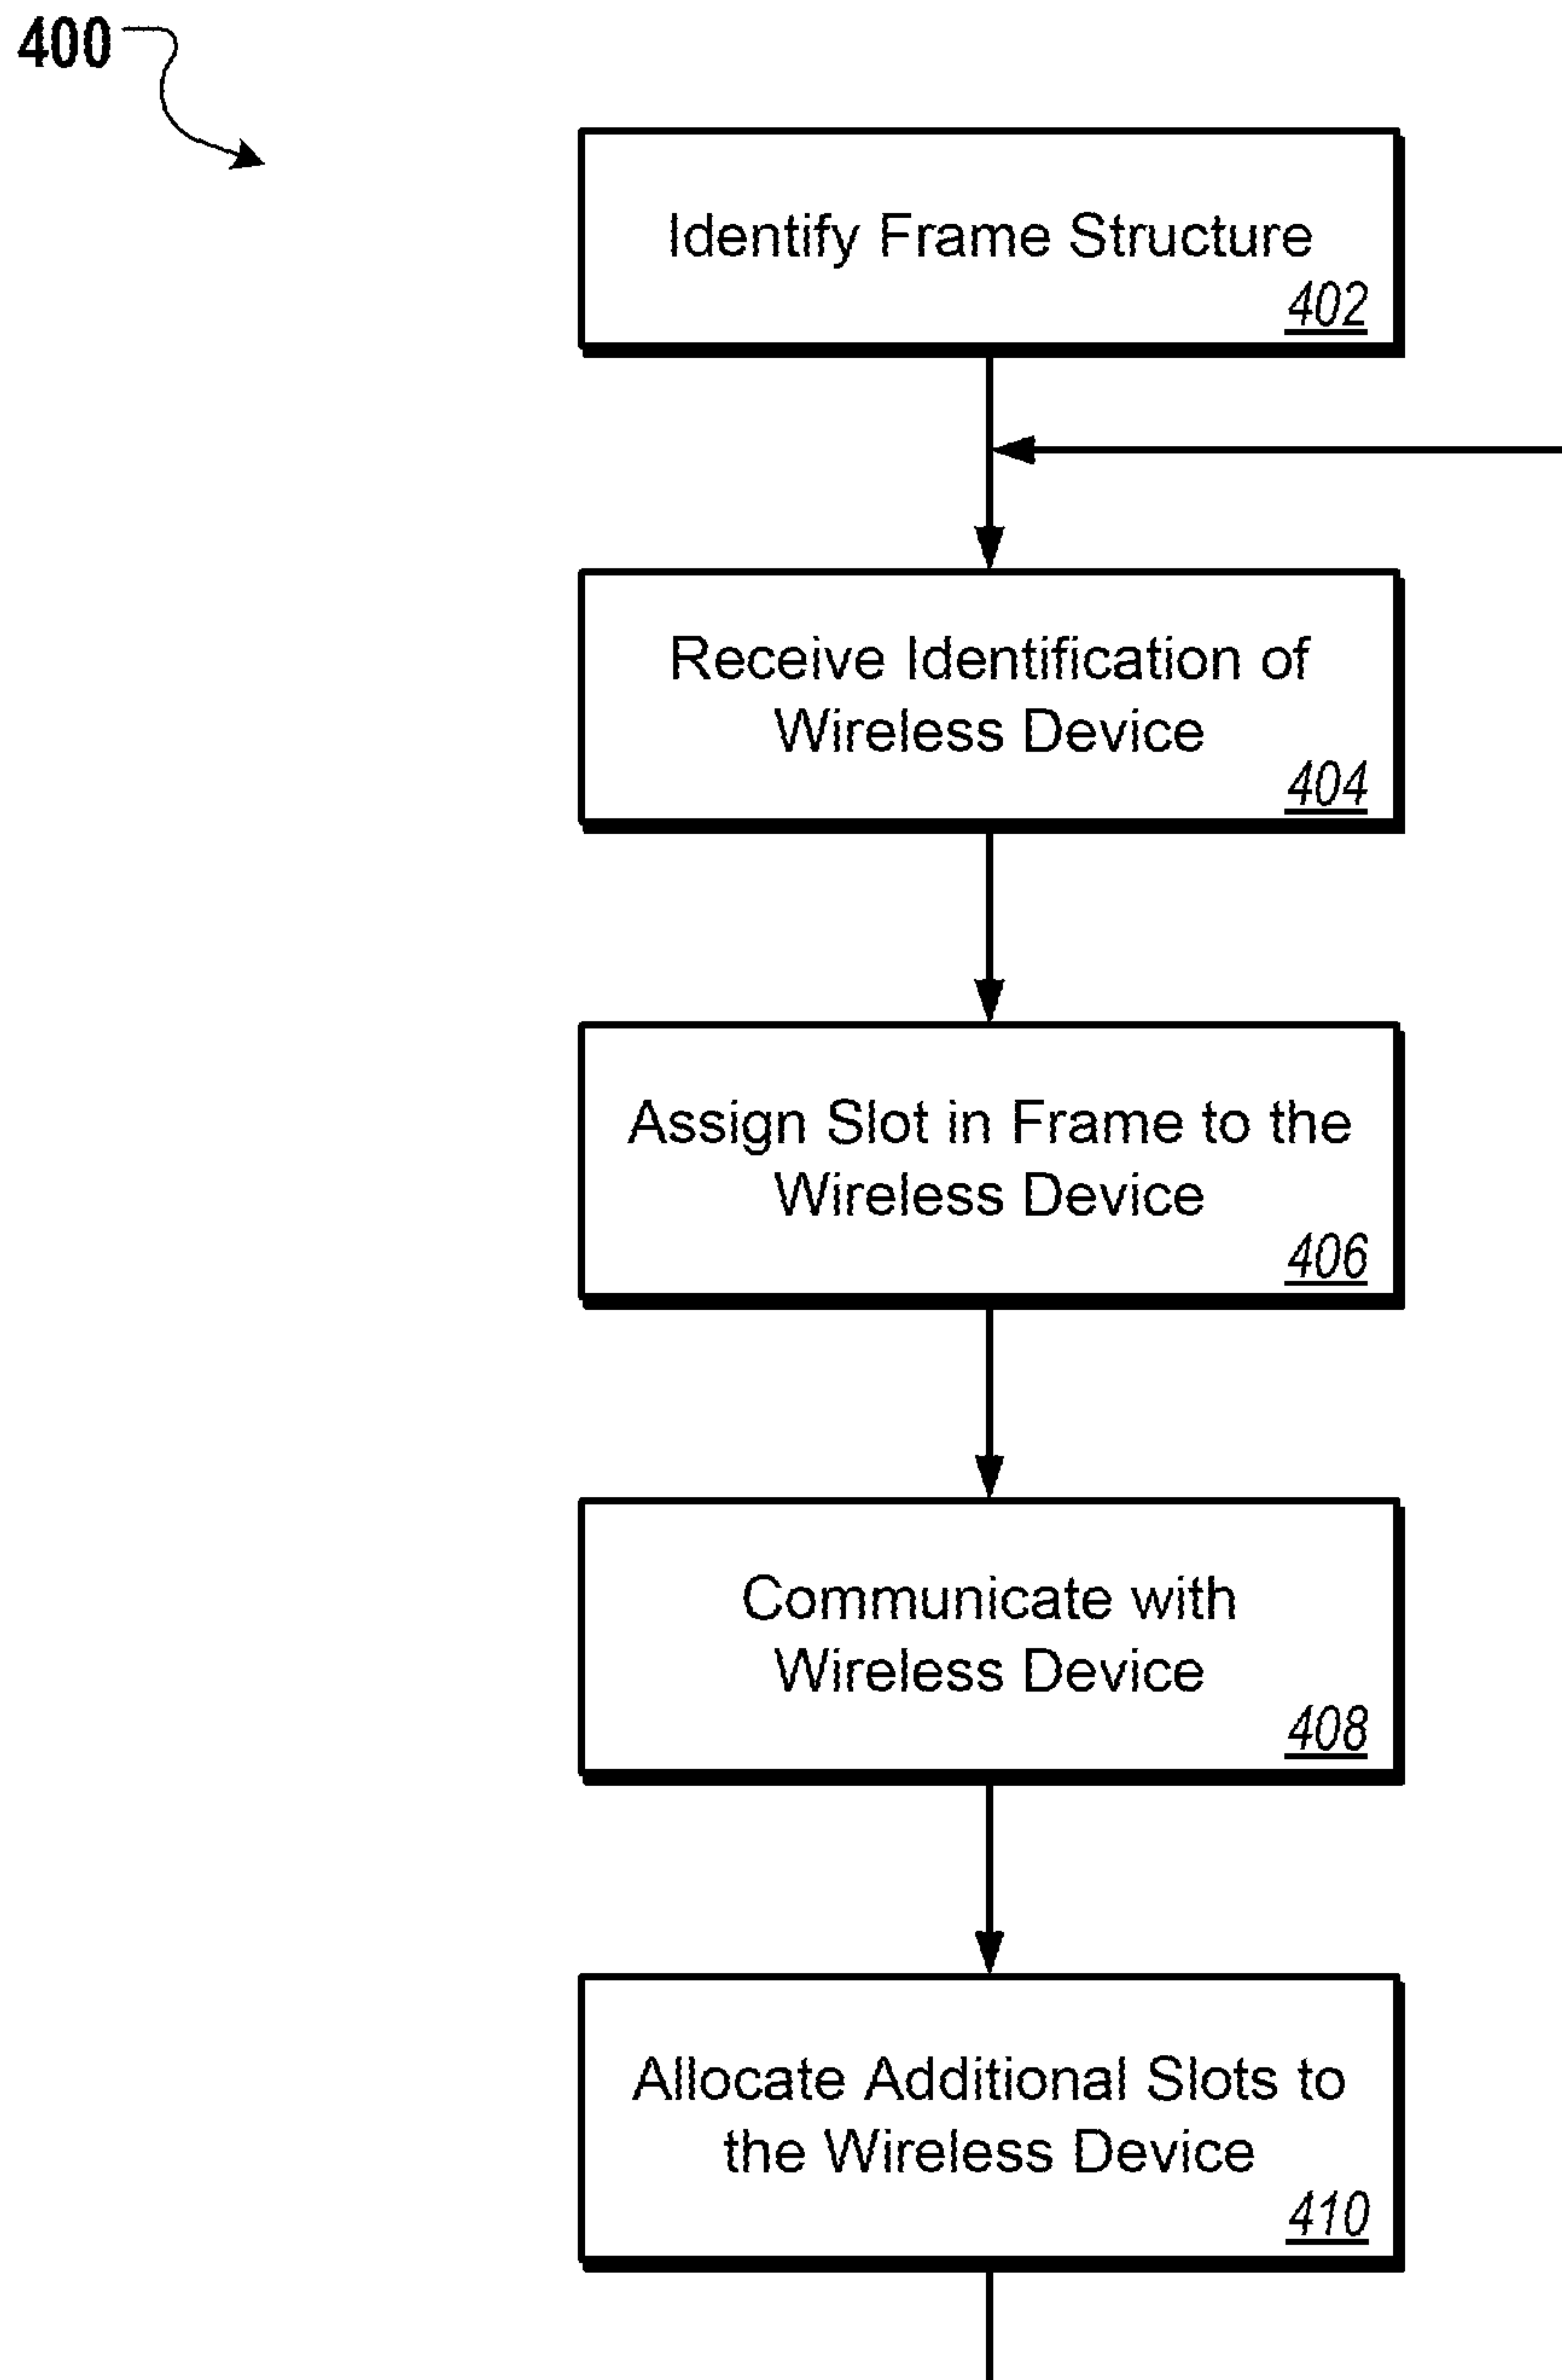 400
Identify Frame Structure
402
Receive Identification of
Wireless Device
404
Assign Slot in Frame to the
Wireless Device
406
Communicate with
Wireless Device
408
Allocate Additional Slots to
the Wireless Device
410